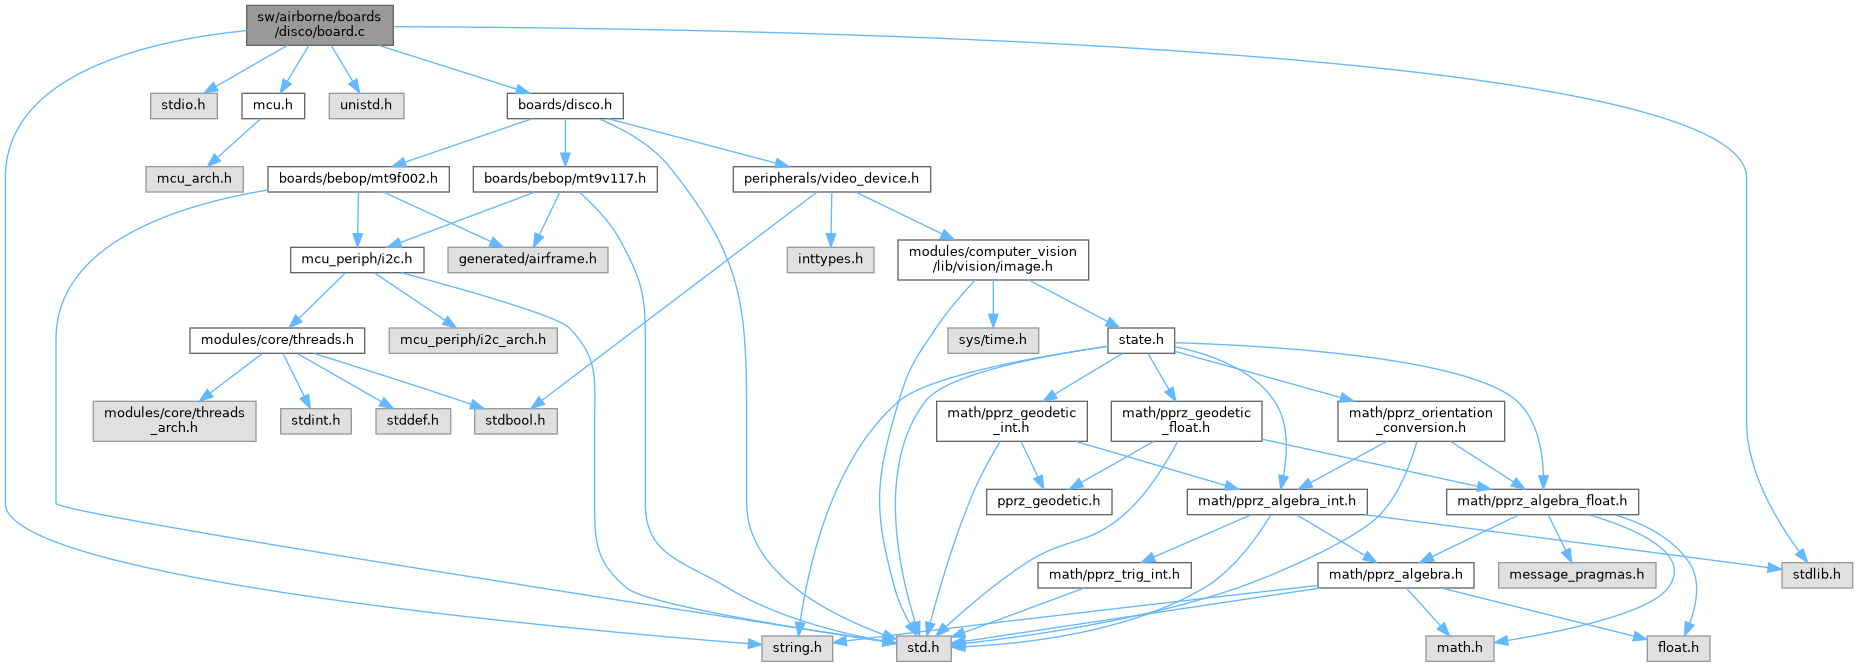 sw/airborne/boards
/disco/board.c
stdio.h
mcu.h
unistd.h
boards/disco.h
mcu_arch.h
boards/bebop/mt9f002.h
boards/bebop/mt9v117.h
peripherals/video_device.h
mcu_periph/i2c.h
generated/airframe.h
inttypes.h
modules/computer_vision
/lib/vision/image.h
modules/core/threads.h
mcu_periph/i2c_arch.h
sys/time.h
state.h
modules/core/threads
_arch.h
stdint.h
stddef.h
stdbool.h
math/pprz_geodetic
_int.h
math/pprz_geodetic
_float.h
math/pprz_orientation
_conversion.h
pprz_geodetic.h
math/pprz_algebra_int.h
math/pprz_algebra_float.h
math/pprz_trig_int.h
math/pprz_algebra.h
message_pragmas.h
stdlib.h
string.h
std.h
math.h
float.h